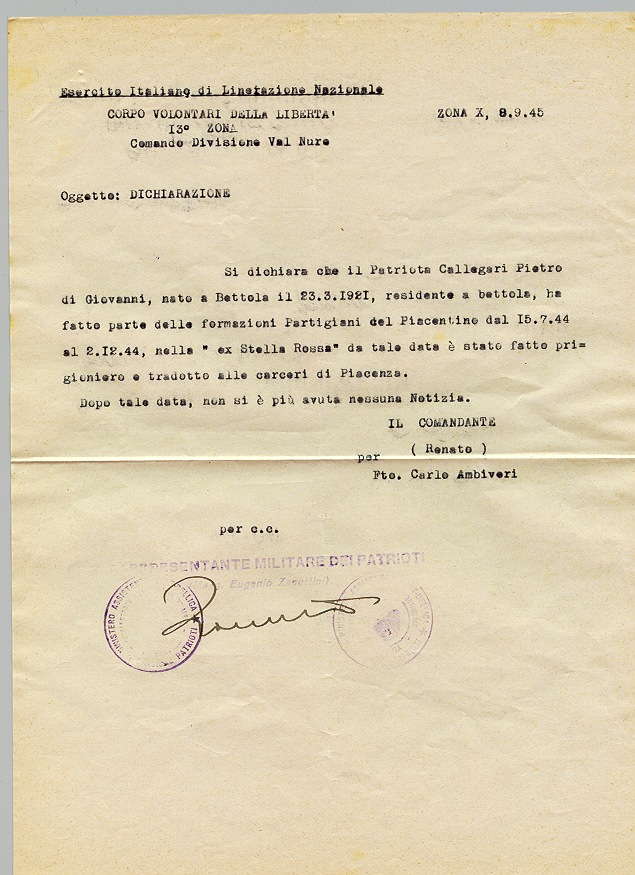 Esercito Italiano di Liberazione Nazionale
CORPO VOLONTARI DELLA LIBERTA'
ZONA X, 8.9.45
13° ZONA
Comando Divisione Val Nure
Oggetto: DICHIARAZIONE
Si dichiara che il Patriota Callegari Pietro
di Giovanni, nato a Bettola il 23.3.1921, residente a bettola, ha
fatto parte delle formazioni Partigiani del Piacentino dal 15.7.44
al 2.12.44, nella " ex Stella Rossa" da tale data è stato fatto pri=
gioniero e tradotto alle carceri di Piacenza.
Dopo tale data, non si è più avuta nessuna Notizia.
IL COMANDANTE
( Renato )
per
Fto. Carlo Ambiveri
per c.c.
MILITARE DEI PATRIOTI
Eugenio
MINISTERO
PATRIOTI